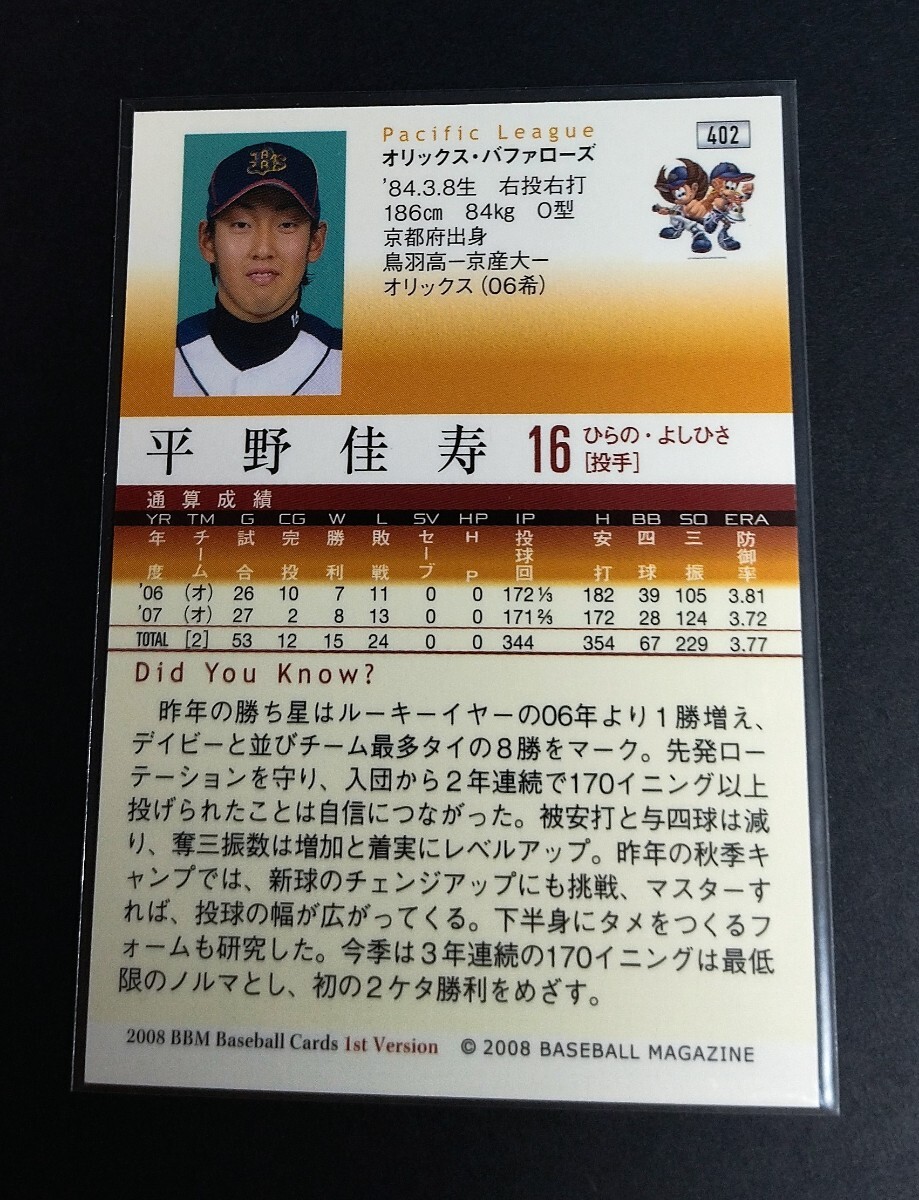 Bs
Pacific League
402
オリックス・バファローズ
'84.3.8生 右投右打
186㎝ 84㎏ O型
京都府出身
鳥羽高ー京産大ー
オリックス(06希)
16
平野佳寿 16 ひらの・よしひさ
[投手]
通算成績
YR TM G CG W L SV HP IP H BB SO ERA
年度 チーム 試合 完投 勝利 敗戦 セーブ HP 投球回 安打 四球 三振 防御率
'06 (オ) 26 10 7 11 0 0 172⅓ 182 39 105 3.81
'07 (オ) 27 2 8 13 0 0 171⅔ 172 28 124 3.72
TOTAL [2] 53 12 15 24 0 0 344 354 67 229 3.77
Did You Know?
昨年の勝ち星はルーキーイヤーの06年より1勝増え、
デイビーと並びチーム最多タイの8勝をマーク。先発ロー
テーションを守り、入団から2年連続で170イニング以上
投げられたことは自信につながった。被安打と与四球は減
り、奪三振数は増加と着実にレベルアップ。昨年の秋季キ
ャンプでは、新球のチェンジアップにも挑戦、マスターす
れば、投球の幅が広がってくる。下半身にタメをつくるフ
ォームも研究した。今季は3年連続の170イニングは最低
限のノルマとし、初の2ケタ勝利をめざす。
2008 BBM Baseball Cards 1st Version © 2008 BASEBALL MAGAZINE